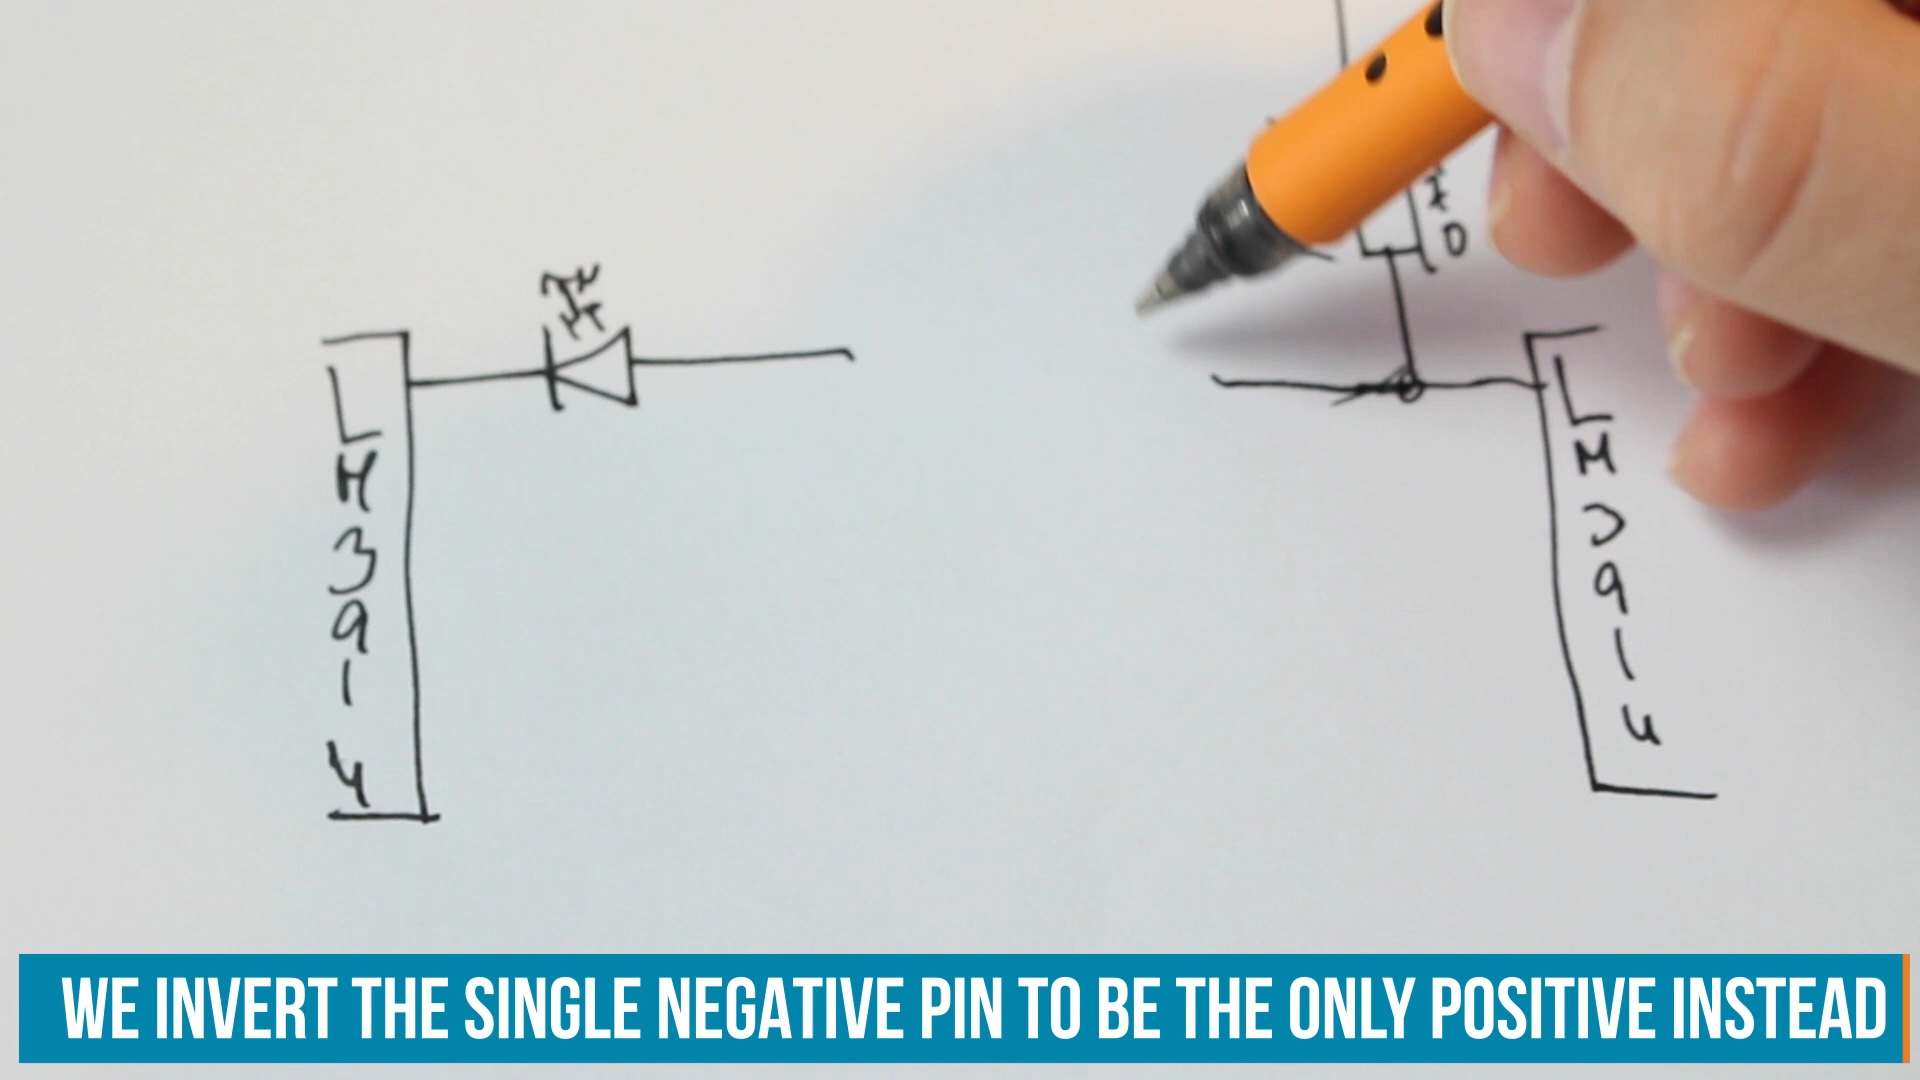 LM3914
LM3914
WE INVERT THE SINGLE NEGATIVE PIN TO BE THE ONLY POSITIVE INSTEAD